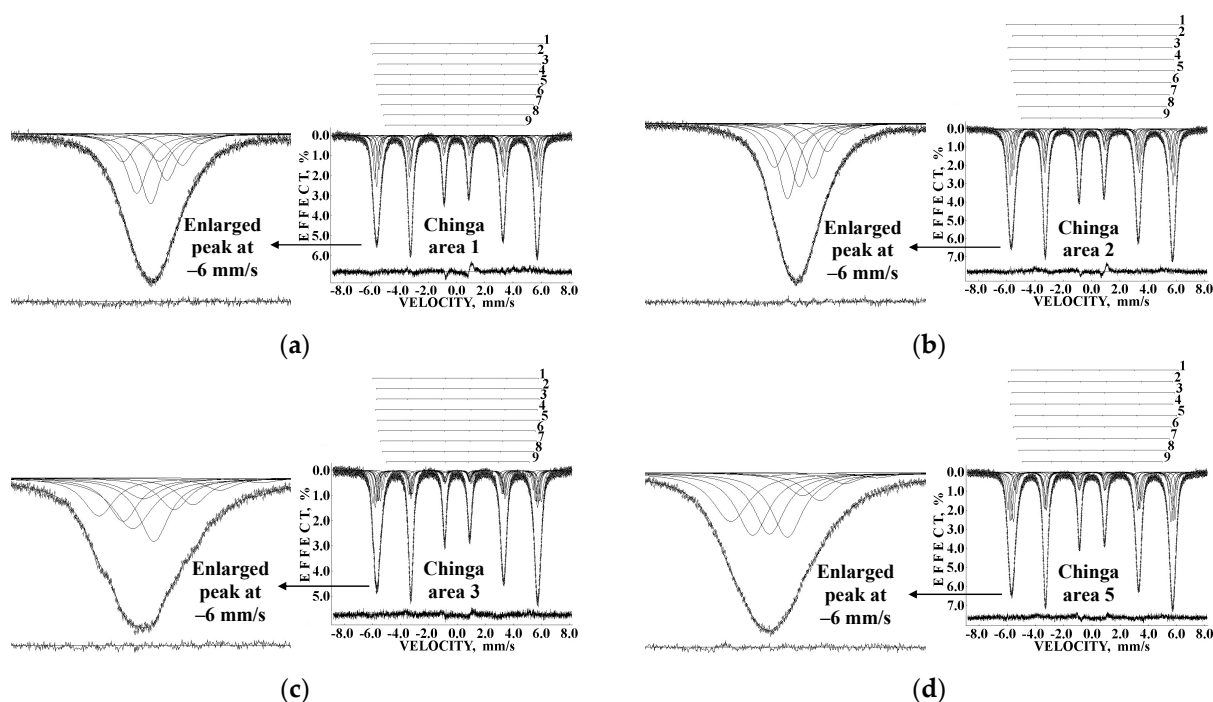 1
2
3
4
5
6
7
8
9
0.0
1.0
2.0
3.0
4.0
5.0
6.0
EFFECT, %
Enlarged
peak at
–6 mm/s
Chinga
area 1
-8.0 -6.0 -4.0 -2.0 0.0 2.0 4.0 6.0 8.0
VELOCITY, mm/s
(a)
1
2
3
4
5
6
7
8
9
0.0
1.0
2.0
3.0
4.0
5.0
6.0
7.0
EFFECT, %
Enlarged
peak at
–6 mm/s
Chinga
area 2
-8.0 -6.0 -4.0 -2.0 0.0 2.0 4.0 6.0 8.0
VELOCITY, mm/s
(b)
1
2
3
4
5
6
7
8
9
0.0
1.0
2.0
3.0
4.0
5.0
EFFECT, %
Enlarged
peak at
–6 mm/s
Chinga
area 3
-8.0 -6.0 -4.0 -2.0 0.0 2.0 4.0 6.0 8.0
VELOCITY, mm/s
(c)
1
2
3
4
5
6
7
8
9
0.0
1.0
2.0
3.0
4.0
5.0
6.0
7.0
EFFECT, %
Enlarged
peak at
–6 mm/s
Chinga
area 5
-8.0 -6.0 -4.0 -2.0 0.0 2.0 4.0 6.0 8.0
VELOCITY, mm/s
(d)